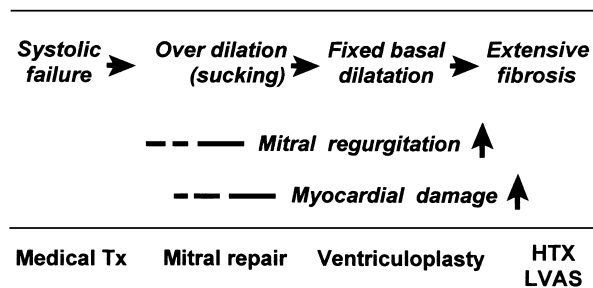 Systolic failure
Over dilation (sucking)
Fixed basal dilatation
Extensive fibrosis
Mitral regurgitation
Myocardial damage
Medical Tx
Mitral repair
Ventriculoplasty
HTX
LVAS